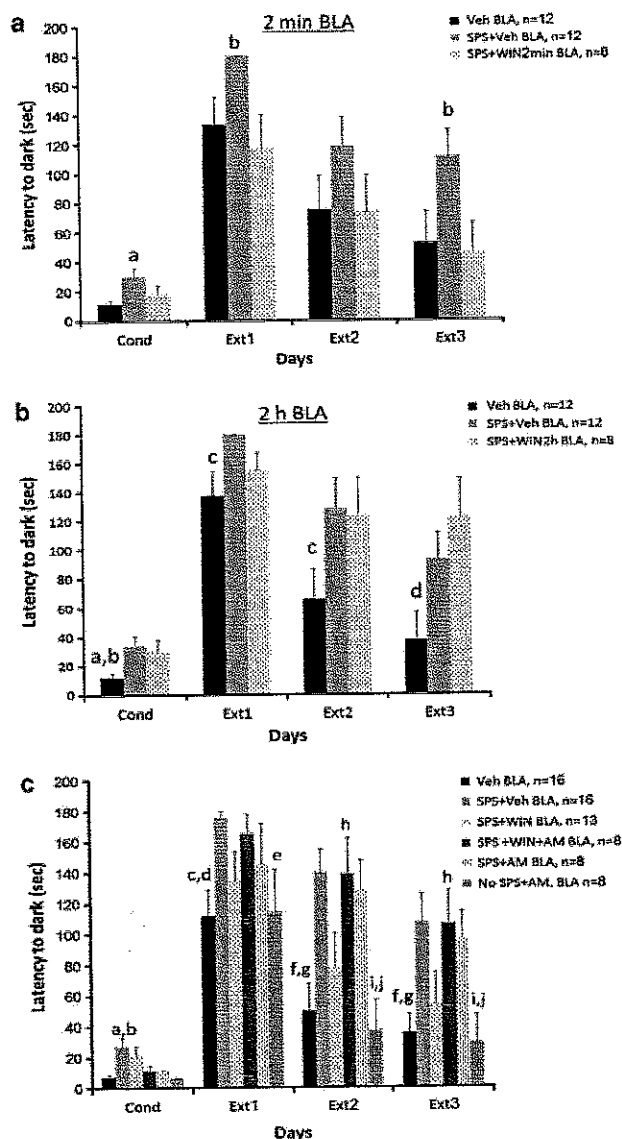 a
2 min BLA
Veh BLA, n=12
SPS+Veh BLA, n=12
SPS+WIN2min BLA, n=8
Latency to dark (sec)
200
180
160
140
120
100
80
60
40
20
0
a
b
b
Cond
Ext1
Ext2
Ext3
Days
b
2 h BLA
Veh BLA, n=12
SPS+Veh BLA, n=12
SPS+WIN2h BLA, n=8
Latency to dark (sec)
200
180
160
140
120
100
80
60
40
20
0
a,b
c
c
d
Cond
Ext1
Ext2
Ext3
Days
c
Veh BLA, n=16
SPS+Veh BLA, n=16
SPS+WIN BLA, n=13
SPS+WIN+AM BLA, n=8
SPS+AM BLA, n=8
No SPS+AM, BLA n=8
Latency to dark (sec)
200
180
160
140
120
100
80
60
40
20
0
a,b
c,d
e
f,g
h
i,j
f,g
h
i,j
Cond
Ext1
Ext2
Ext3
Days